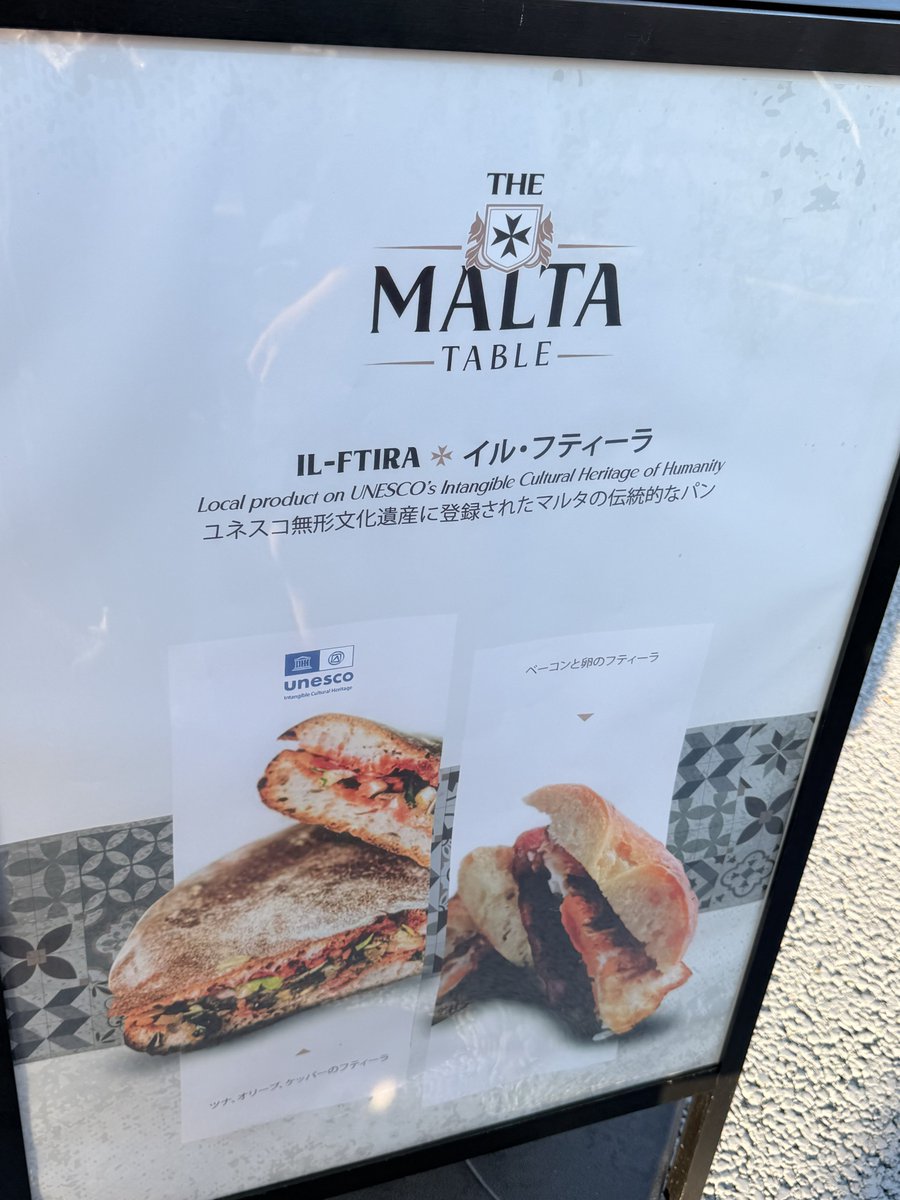 THE
MALTA
TABLE
IL-FTIRA イル・フティーラ
Local product on UNESCO's Intangible Cultural Heritage of Humanity
ユネスコ無形文化遺産に登録されたマルタの伝統的なパン
unesco
Intangible Cultural Heritage
ベーコンと卵のフティーラ
ツナ、オリーブ、ケッパーのフティーラ